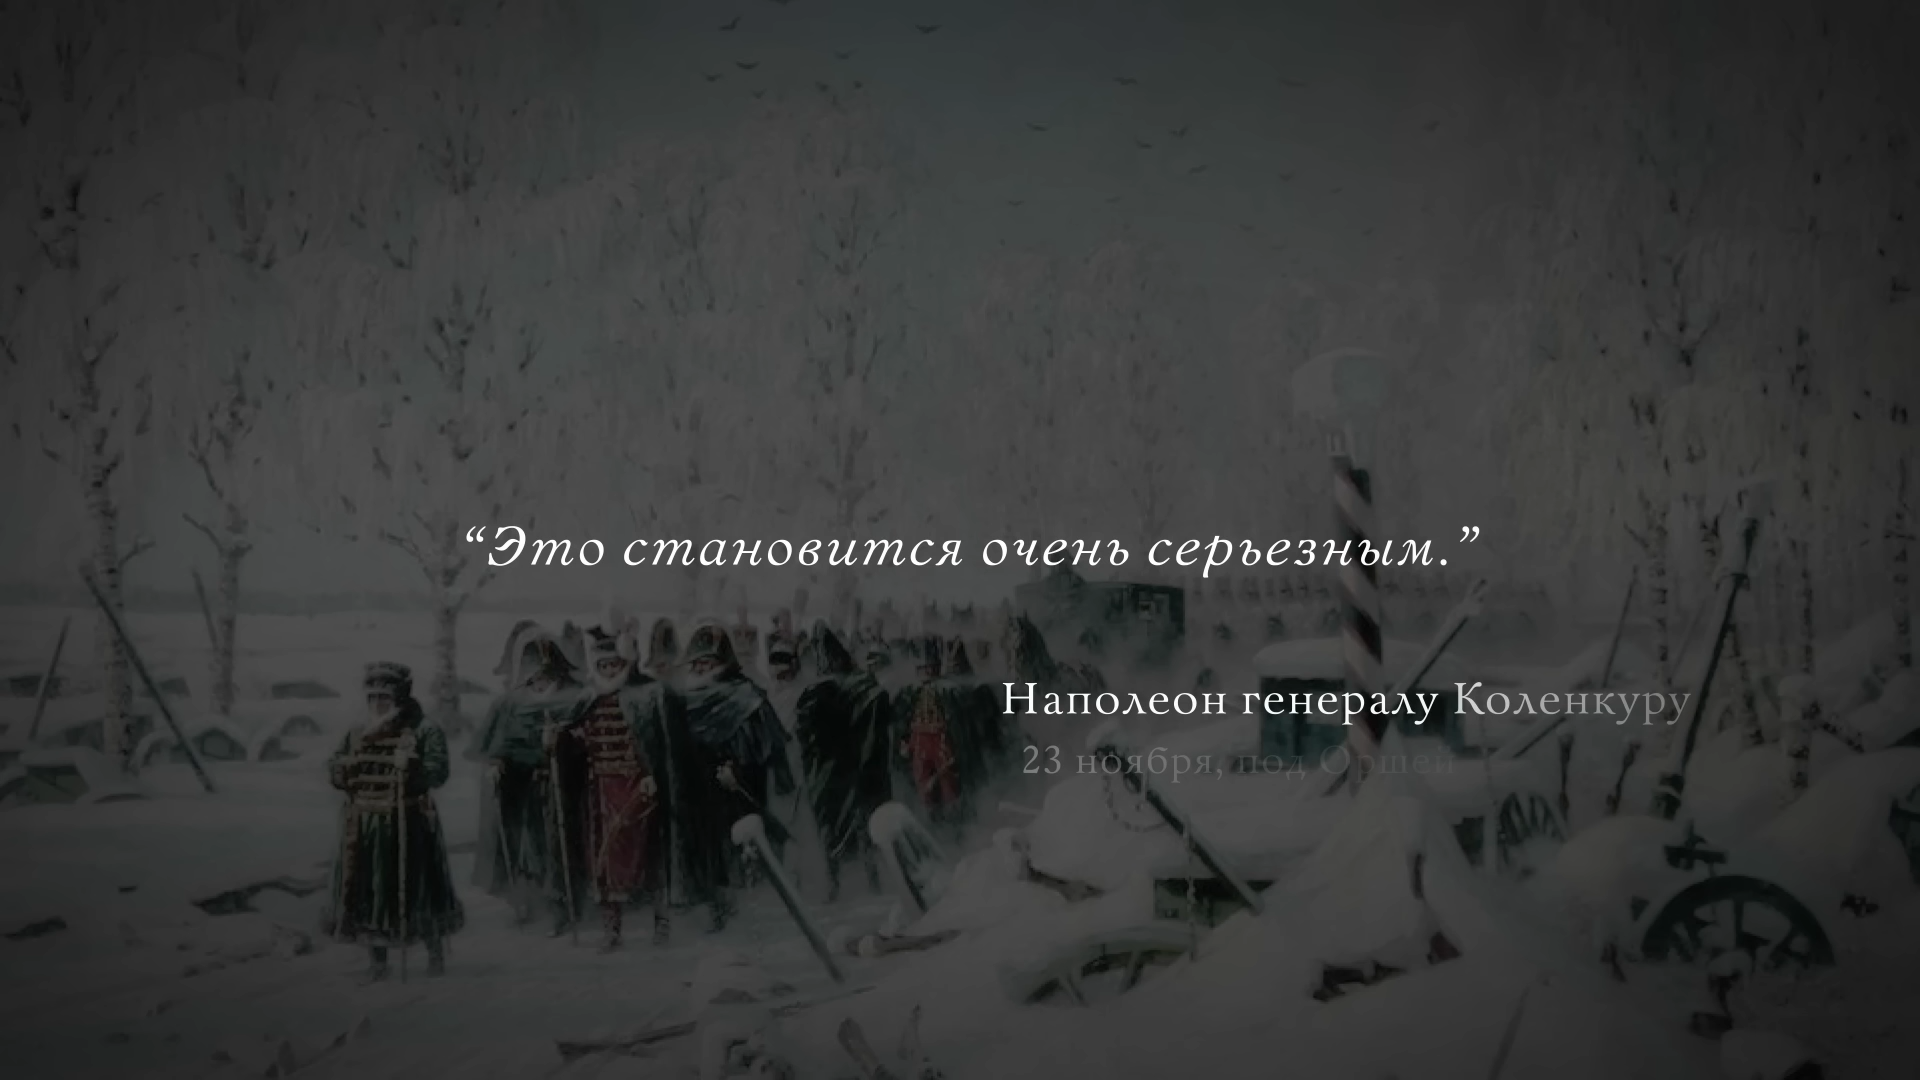 “Это становится очень серьезным.”
Наполеон генералу Коленкуру
23 ноября, под Оршей